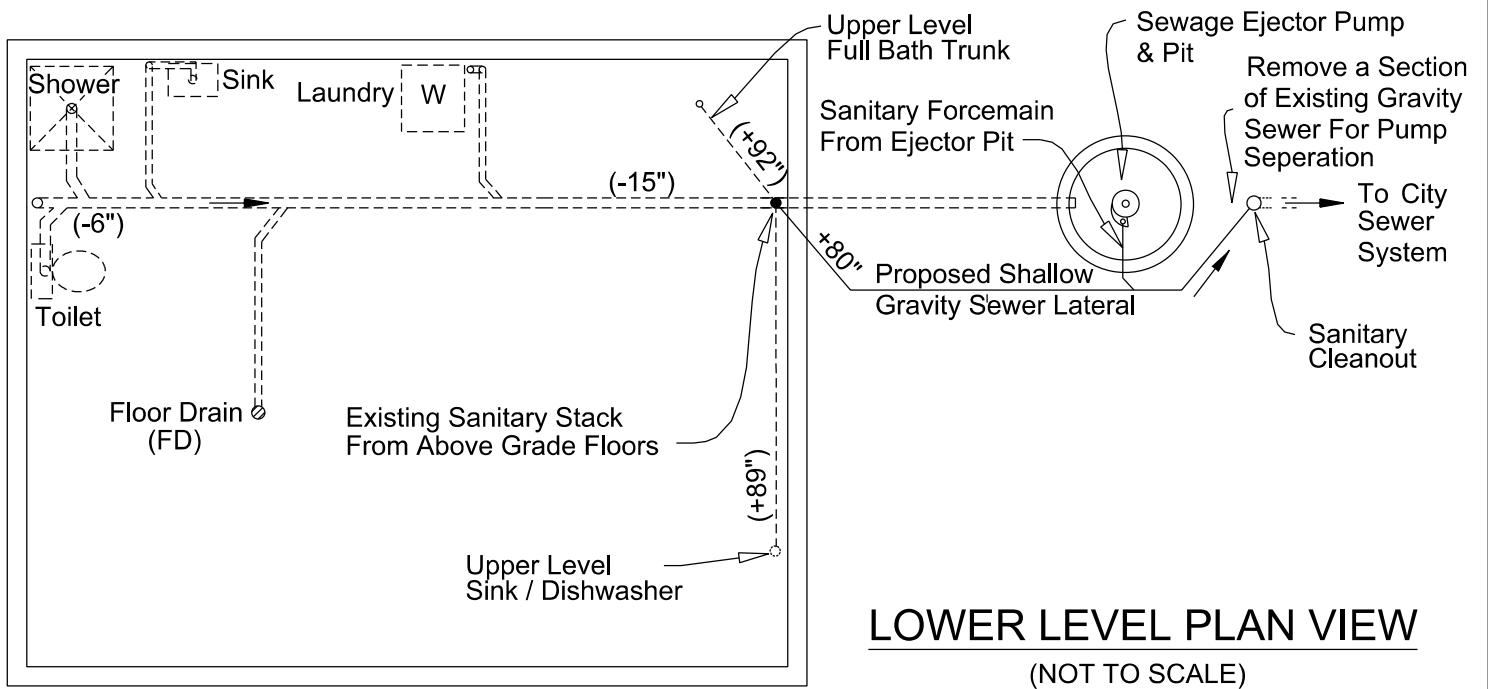 Upper Level
Full Bath Trunk
Sewage Ejector Pump
& Pit
Remove a Section
of Existing Gravity
Sewer For Pump
Seperation
Shower
Sink
Laundry
W
Sanitary Forcemain
From Ejector Pit
(+92")
(-15")
(-6")
To City
Sewer
System
+80"
Proposed Shallow
Gravity Sewer Lateral
Toilet
Sanitary
Cleanout
Floor Drain
(FD)
Existing Sanitary Stack
From Above Grade Floors
(+89")
Upper Level
Sink / Dishwasher
LOWER LEVEL PLAN VIEW
(NOT TO SCALE)